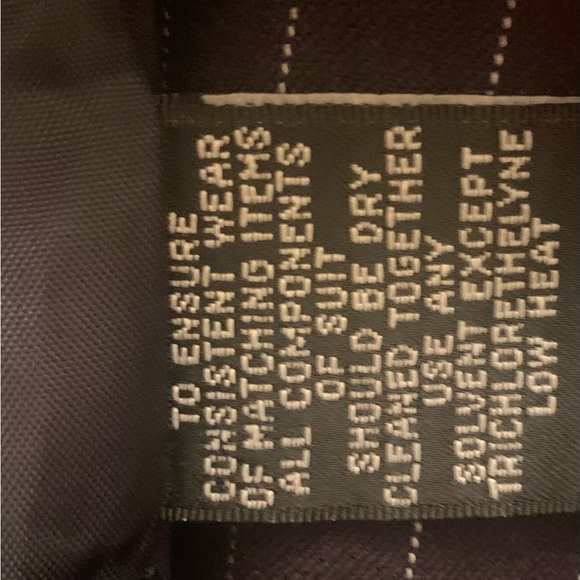 TO ENSURE
CONSISTENT WEAR
OF MATCHING ITEMS
ALL COMPONENTS
OF SUIT
SHOULD BE DRY
CLEANED TOGETHER
USE ANY
SOLVENT EXCEPT
TRICHLORETHELYNE
LOW HEAT